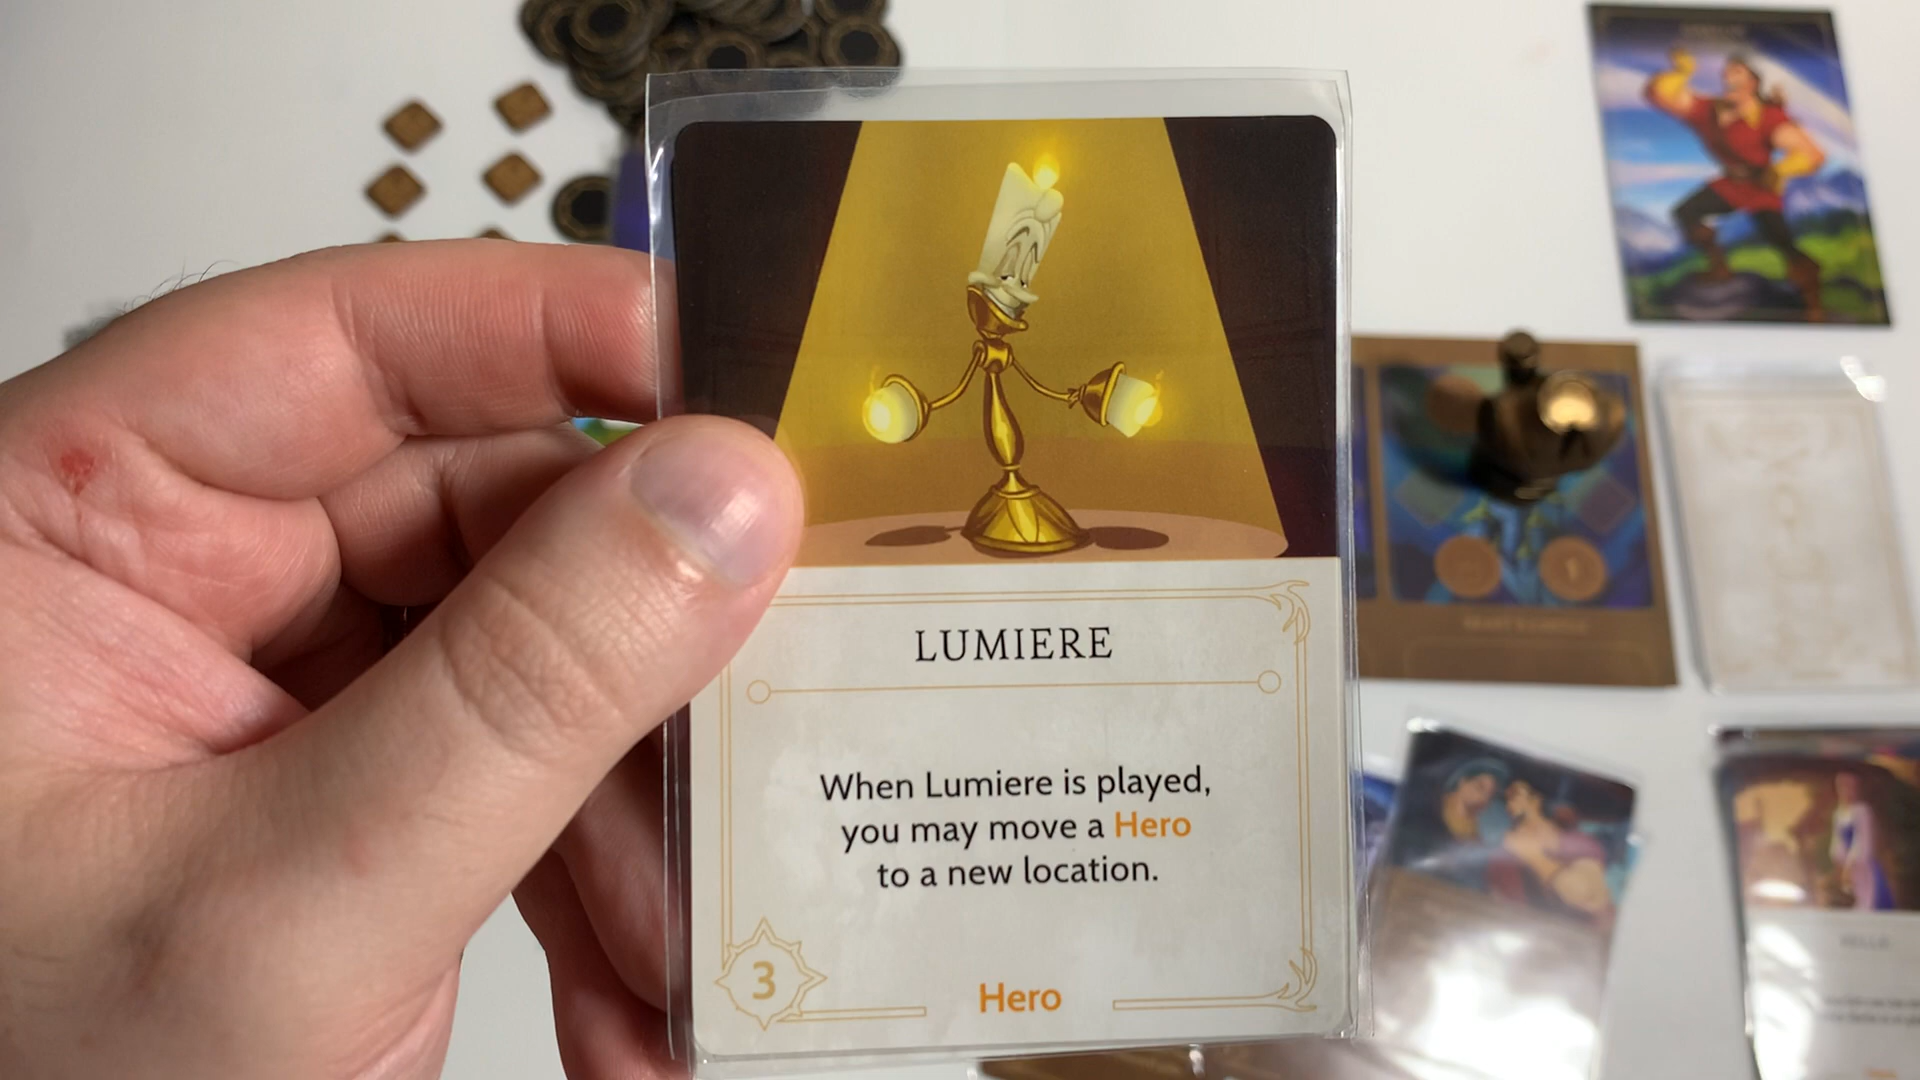 LUMIERE
When Lumiere is played,
you may move a Hero
to a new location.
3
Hero